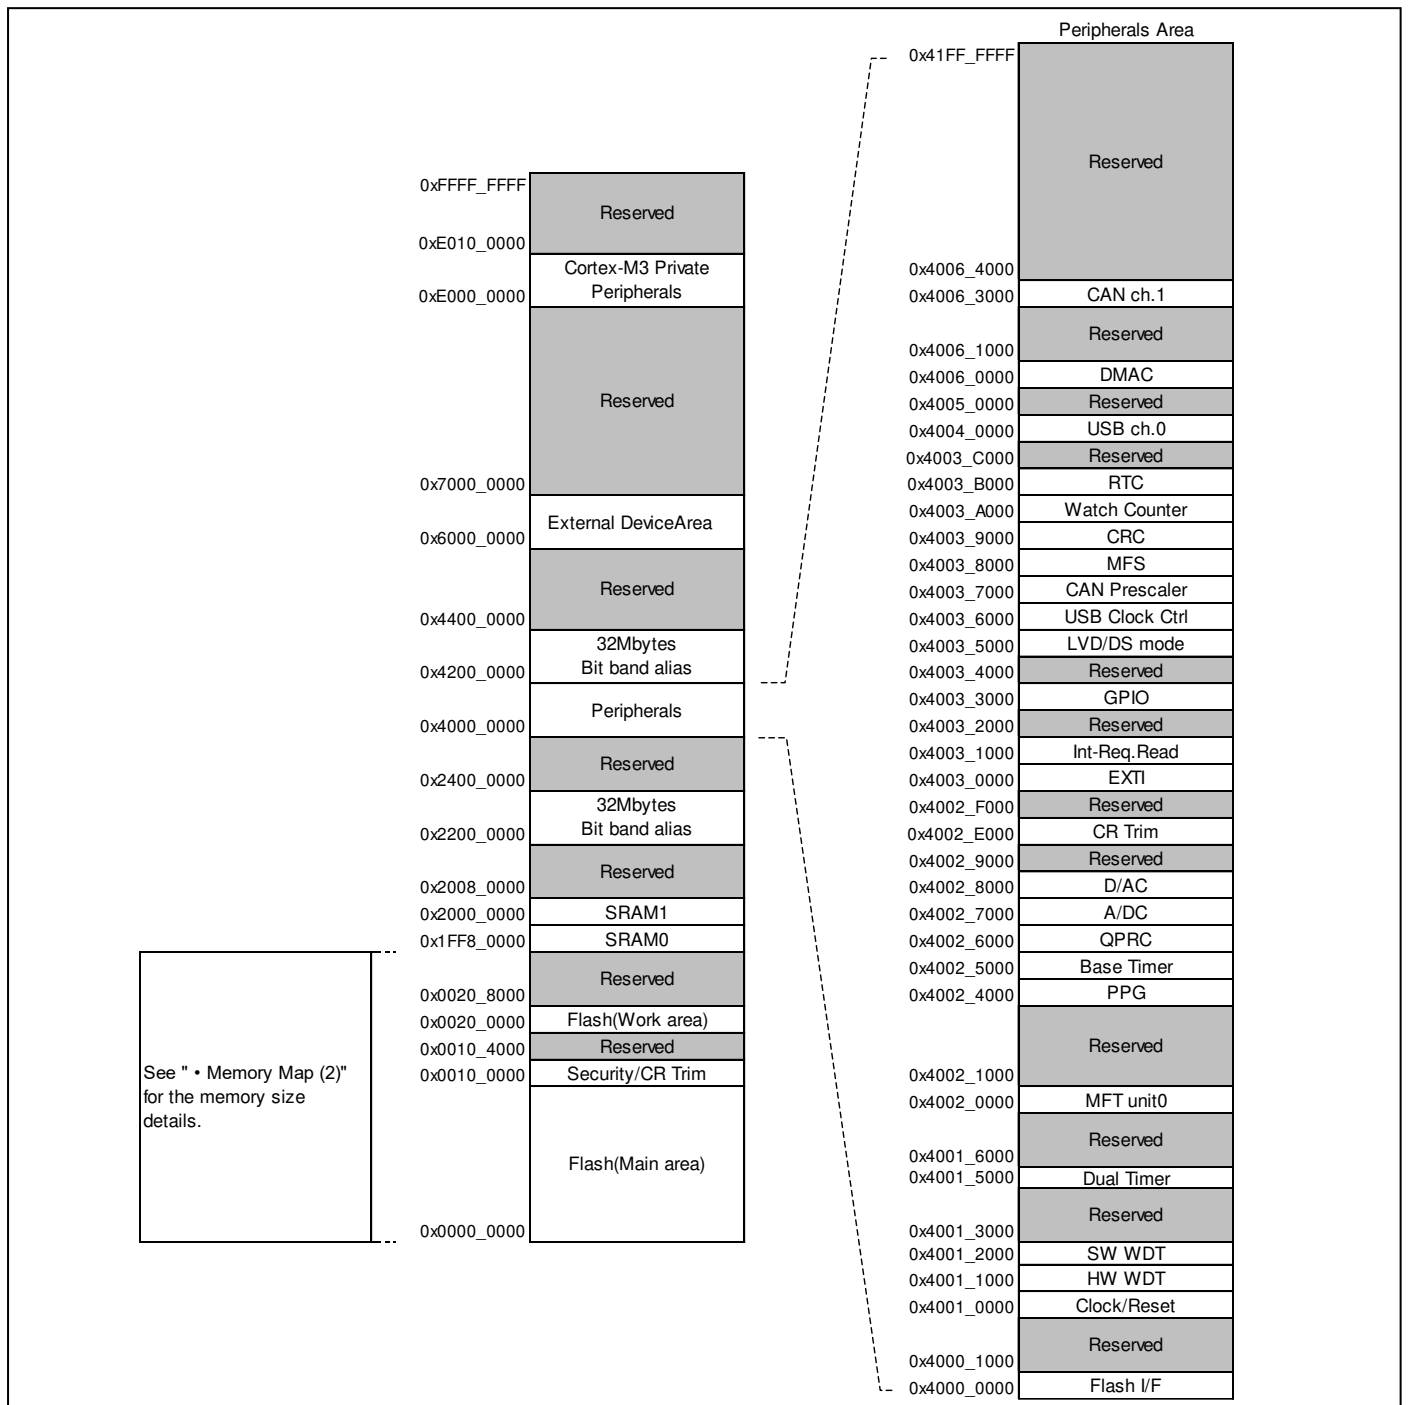 Peripherals Area
0x41FF_FFFF
Reserved
0x4006_4000
0x4006_3000 CAN ch.1
Reserved
0x4006_1000
0x4006_0000 DMAC
0x4005_0000 Reserved
0x4004_0000 USB ch.0
0x4003_C000 Reserved
0x4003_B000 RTC
0x4003_A000 Watch Counter
0x4003_9000 CRC
0x4003_8000 MFS
0x4003_7000 CAN Prescaler
0x4003_6000 USB Clock Ctrl
0x4003_5000 LVD/DS mode
0x4003_4000 Reserved
0x4003_3000 GPIO
0x4003_2000 Reserved
0x4003_1000 Int-Req.Read
0x4003_0000 EXTI
0x4002_F000 Reserved
0x4002_E000 CR Trim
0x4002_9000 Reserved
0x4002_8000 D/AC
0x4002_7000 A/DC
0x4002_6000 QPRC
0x4002_5000 Base Timer
0x4002_4000 PPG
Reserved
0x4002_1000
0x4002_0000 MFT unit0
Reserved
0x4001_6000
0x4001_5000 Dual Timer
Reserved
0x4001_3000
0x4001_2000 SW WDT
0x4001_1000 HW WDT
0x4001_0000 Clock/Reset
Reserved
0x4000_1000
0x4000_0000 Flash I/F
0xFFFF_FFFF
Reserved
0xE010_0000
Cortex-M3 Private
0xE000_0000 Peripherals
Reserved
0x7000_0000
External DeviceArea
0x6000_0000
Reserved
0x4400_0000
32Mbytes
0x4200_0000 Bit band alias
Peripherals
0x4000_0000
Reserved
0x2400_0000
32Mbytes
0x2200_0000 Bit band alias
Reserved
0x2008_0000
0x2000_0000 SRAM1
0x1FF8_0000 SRAM0
Reserved
0x0020_8000
0x0020_0000 Flash(Work area)
0x0010_4000 Reserved
0x0010_0000 Security/CR Trim
Flash(Main area)
0x0000_0000
See " • Memory Map (2)"
for the memory size
details.